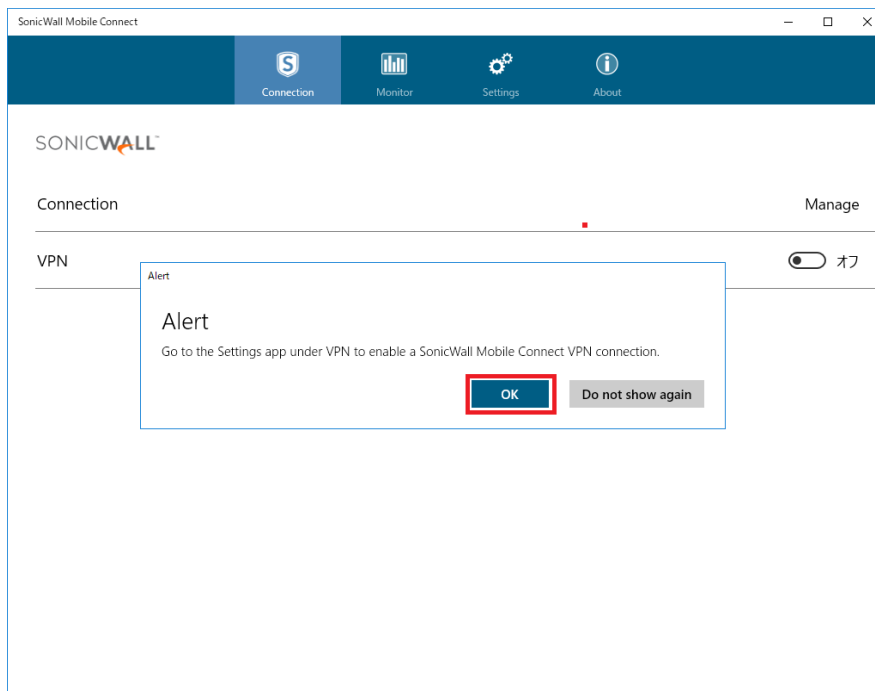 SonicWall Mobile Connect
Connection
Monitor
Settings
About
SONICWALL™
Connection
Manage
VPN
オフ
Alert
Alert
Go to the Settings app under VPN to enable a SonicWall Mobile Connect VPN connection.
OK
Do not show again